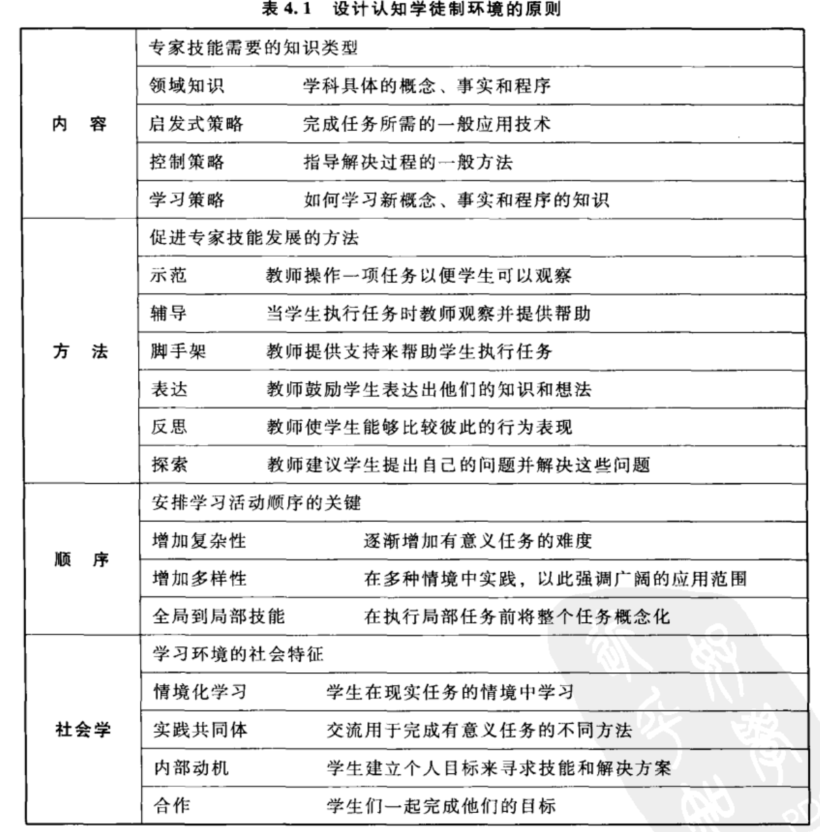 表 4.1 设计认知学徒制环境的原则
内 容
专家技能需要的知识类型
领域知识 学科具体的概念、事实和程序
启发式策略 完成任务所需的一般应用技术
控制策略 指导解决过程的一般方法
学习策略 如何学习新概念、事实和程序的知识
方 法
促进专家技能发展的方法
示范 教师操作一项任务以便学生可以观察
辅导 当学生执行任务时教师观察并提供帮助
脚手架 教师提供支持来帮助学生执行任务
表达 教师鼓励学生表达出他们的知识和想法
反思 教师使学生能够比较彼此的行为表现
探索 教师建议学生提出自己的问题并解决这些问题
顺 序
安排学习活动顺序的关键
增加复杂性 逐渐增加有意义任务的难度
增加多样性 在多种情境中实践，以此强调广阔的应用范围
全局到局部技能 在执行局部任务前将整个任务概念化
社会学
学习环境的社会特征
情境化学习 学生在现实任务的情境中学习
实践共同体 交流用于完成有意义任务的不同方法
内部动机 学生建立个人目标来寻求技能和解决方案
合作 学生们一起完成他们的目标